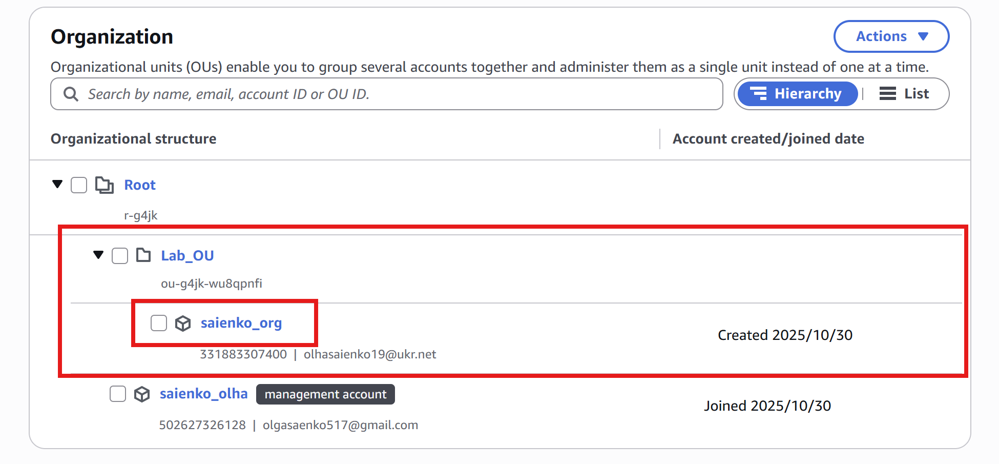 Organization
Actions
Organizational units (OUs) enable you to group several accounts together and administer them as a single unit instead of one at a time.
Search by name, email, account ID or OU ID.
Hierarchy | List
Organizational structure
Account created/joined date
Root
r-g4jk
Lab_OU
ou-g4jk-wu8qpnfi
saienko_org
Created 2025/10/30
331883307400 | olhasaienko19@ukr.net
saienko_olha management account
Joined 2025/10/30
502627326128 | olgasaenko517@gmail.com